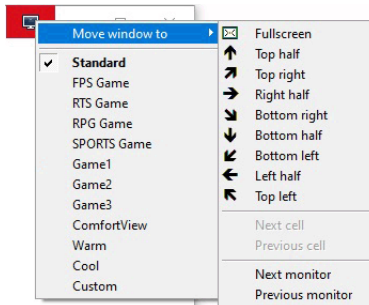 Move window to
Standard
FPS Game
RTS Game
RPG Game
SPORTS Game
Game1
Game2
Game3
ComfortView
Warm
Cool
Custom
Fullscreen
Top half
Top right
Right half
Bottom right
Bottom half
Bottom left
Left half
Top left
Next cell
Previous cell
Next monitor
Previous monitor